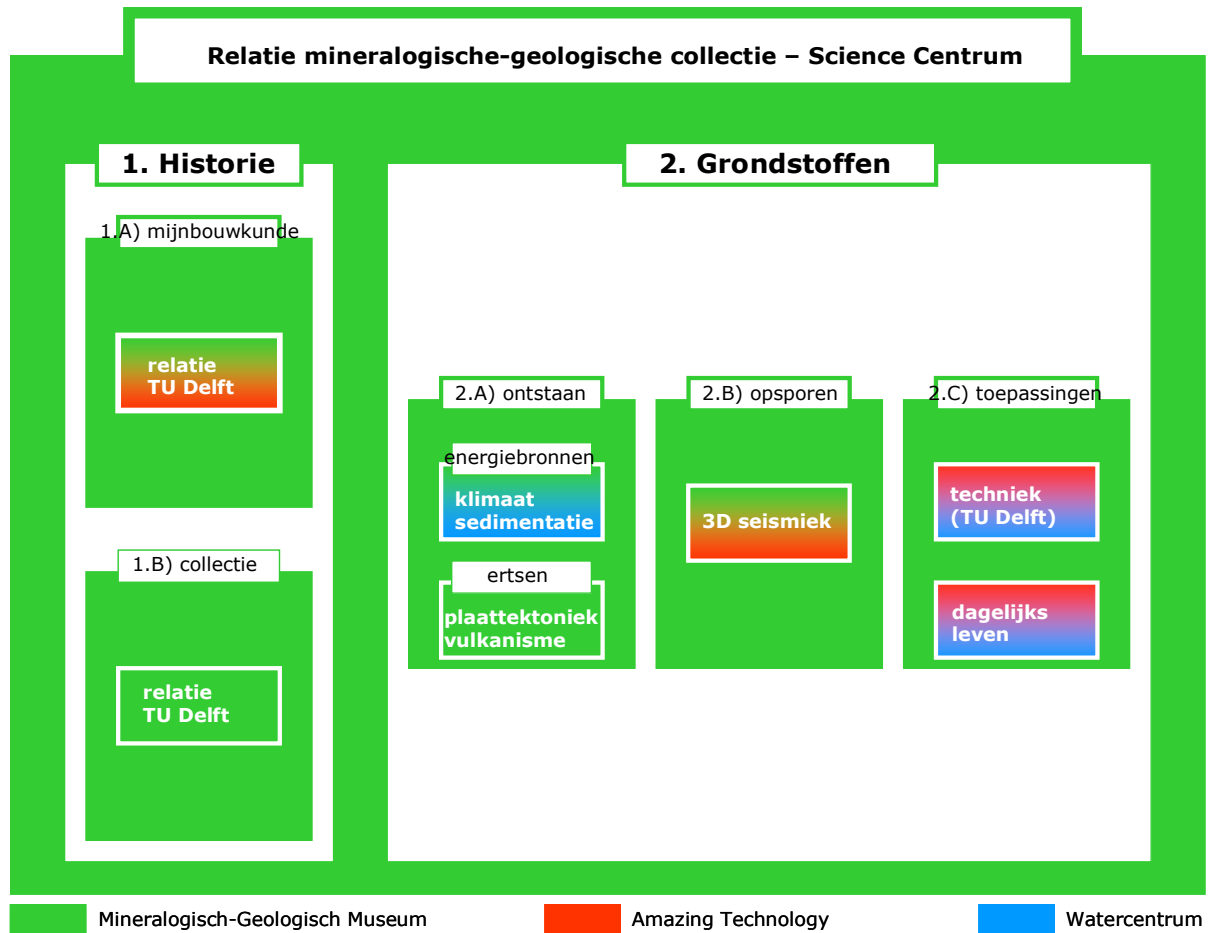 Relatie mineralogische-geologische collectie – Science Centrum
1. Historie
1.A) mijnbouwkunde
relatie
TU Delft
1.B) collectie
relatie
TU Delft
2. Grondstoffen
2.A) ontstaan
energiebronnen
klimaat
sedimentatie
ertsen
plaattektoniek
vulkanisme
2.B) opsporen
3D seismiek
2.C) toepassingen
techniek
(TU Delft)
dagelijks
leven
Mineralogisch-Geologisch Museum
Amazing Technology
Watercentrum